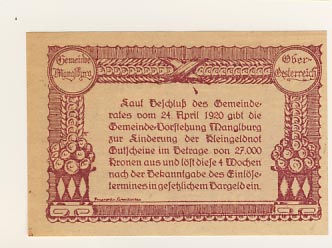 Gemeinde Manglburg
Ober-Oesterreich
Laut Beschluß des Gemeinde-
rates vom 24 April 1920 gibt die
Gemeinde-Vorstehung Manglburg
zur Linderung der Kleingeldnot
Gutscheine im Betrage von 27.000
Kronen aus und löst diese 4 Wochen
nach der Bekanntgabe des Einlöse-
termines in gesetzlichem Bargeld ein.